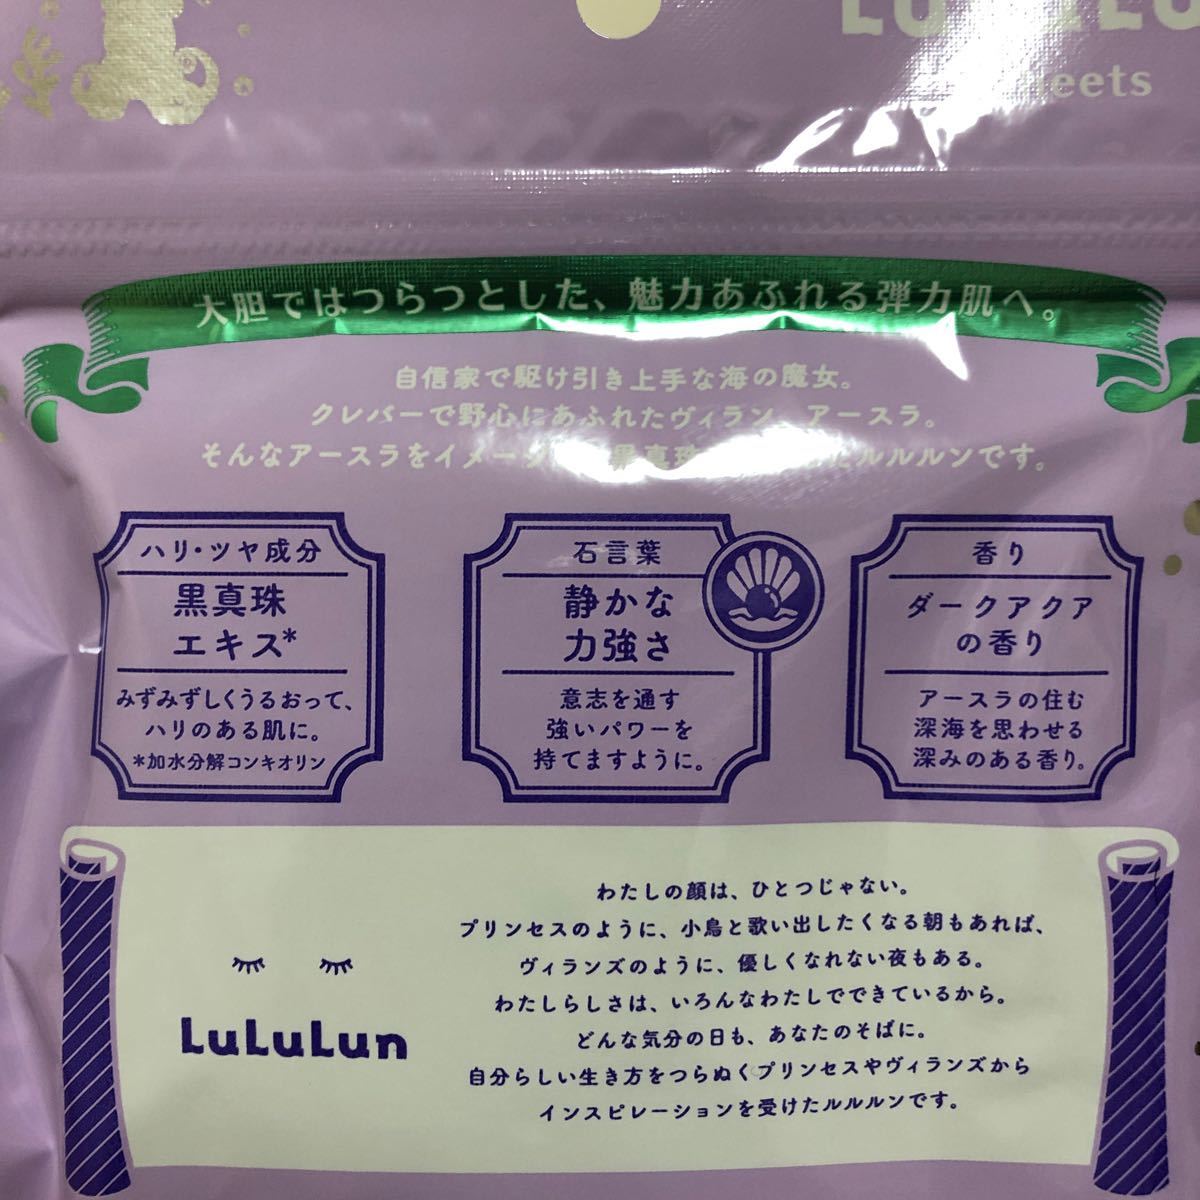 sheets
大胆ではつらつとした、魅力あふれる弾力肌へ。
自信家で駆け引き上手な海の魔女。
クレバーで野心にあふれたヴィラン、アースラ。
そんなアースラをイメージ 黒真珠 たルルルンです。
ハリ・ツヤ成分
黒真珠
エキス*
みずみずしくうるおって、
ハリのある肌に。
*加水分解コンキオリン
石言葉
静かな
力強さ
意志を通す
強いパワーを
持てますように。
香り
ダークアクア
の香り
アースラの住む
深海を思わせる
深みのある香り。
LuLuLun
わたしの顔は、ひとつじゃない。
プリンセスのように、小鳥と歌い出したくなる朝もあれば、
ヴィランズのように、優しくなれない夜もある。
わたしらしさは、いろんなわたしでできているから。
どんな気分の日も、あなたのそばに。
自分らしい生き方をつらぬくプリンセスやヴィランズから
インスピレーションを受けたルルルンです。